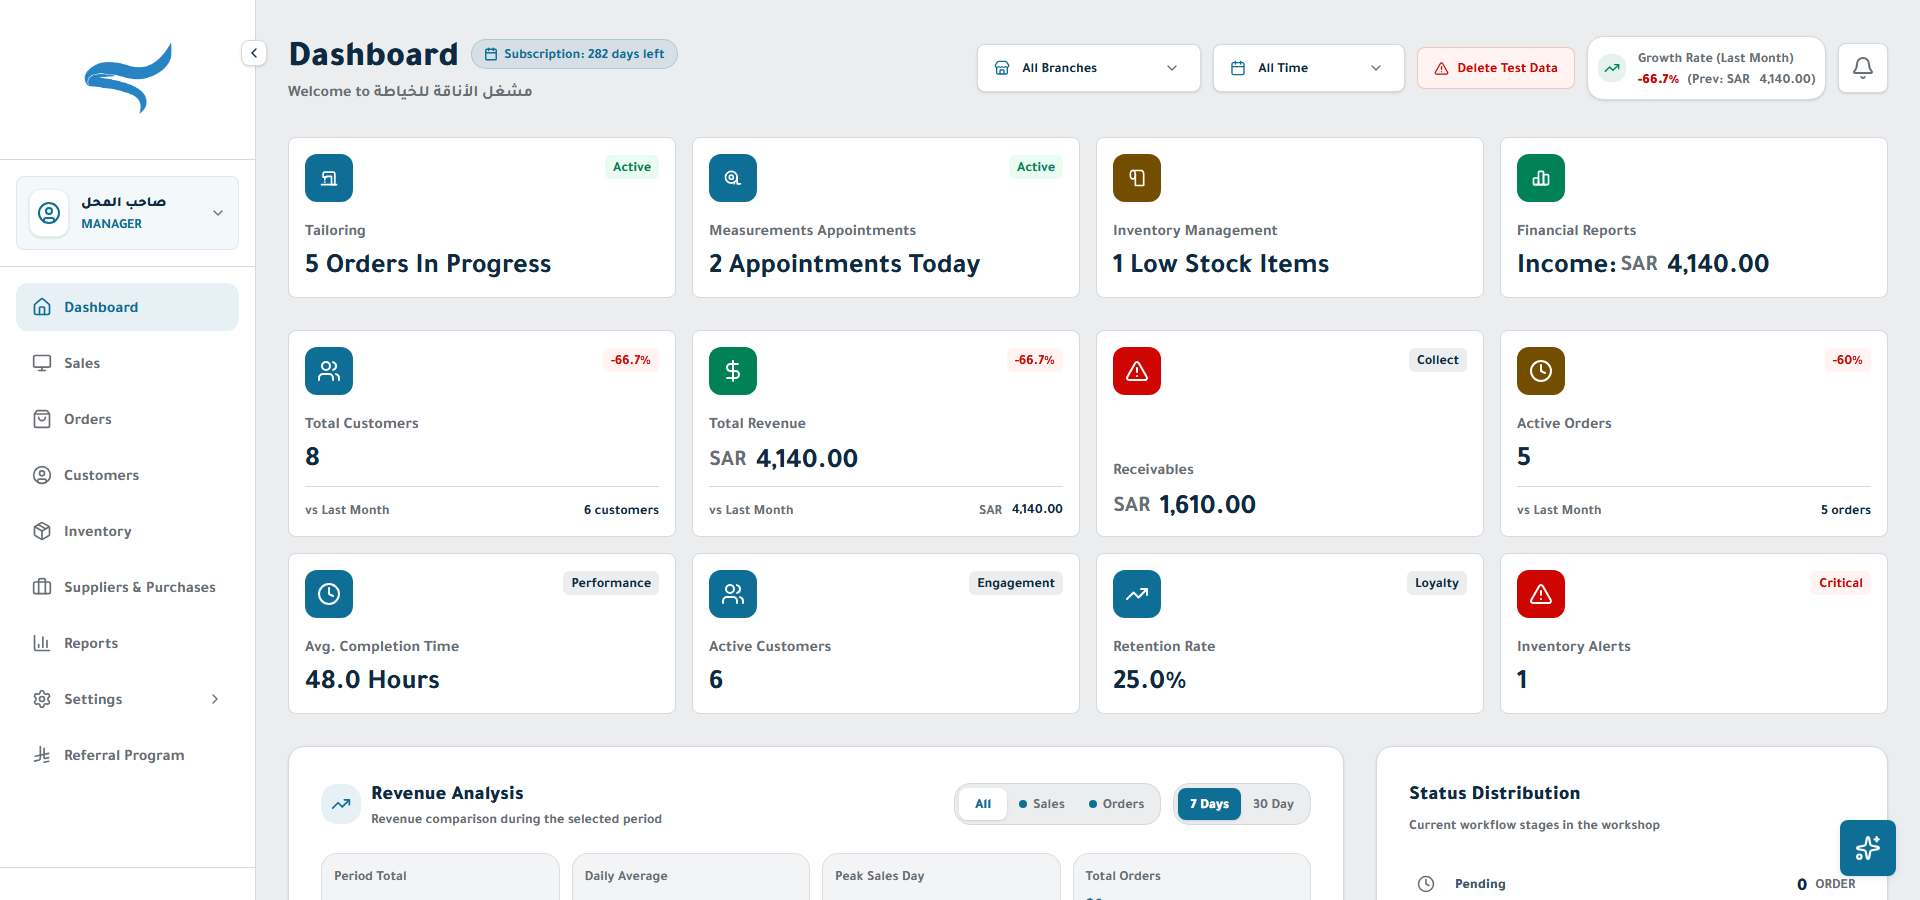 Dashboard
Subscription: 282 days left
Welcome to مشغل الأناقة للخياطة
All Branches
All Time
Delete Test Data
Growth Rate (Last Month)
-66.7% (Prev: SAR 4,140.00)
صاحب المحل
MANAGER
Dashboard
Sales
Orders
Customers
Inventory
Suppliers & Purchases
Reports
Settings
Referral Program
Active
Tailoring
5 Orders In Progress
Active
Measurements Appointments
2 Appointments Today
Inventory Management
1 Low Stock Items
Financial Reports
Income: SAR 4,140.00
-66.7%
Total Customers
8
vs Last Month 6 customers
-66.7%
Total Revenue
SAR 4,140.00
vs Last Month SAR 4,140.00
Collect
Receivables
SAR 1,610.00
-60%
Active Orders
5
vs Last Month 5 orders
Performance
Avg. Completion Time
48.0 Hours
Engagement
Active Customers
6
Loyalty
Retention Rate
25.0%
Critical
Inventory Alerts
1
Revenue Analysis
Revenue comparison during the selected period
All Sales Orders
7 Days 30 Day
Period Total
Daily Average
Peak Sales Day
Total Orders
Status Distribution
Current workflow stages in the workshop
Pending 0 ORDER